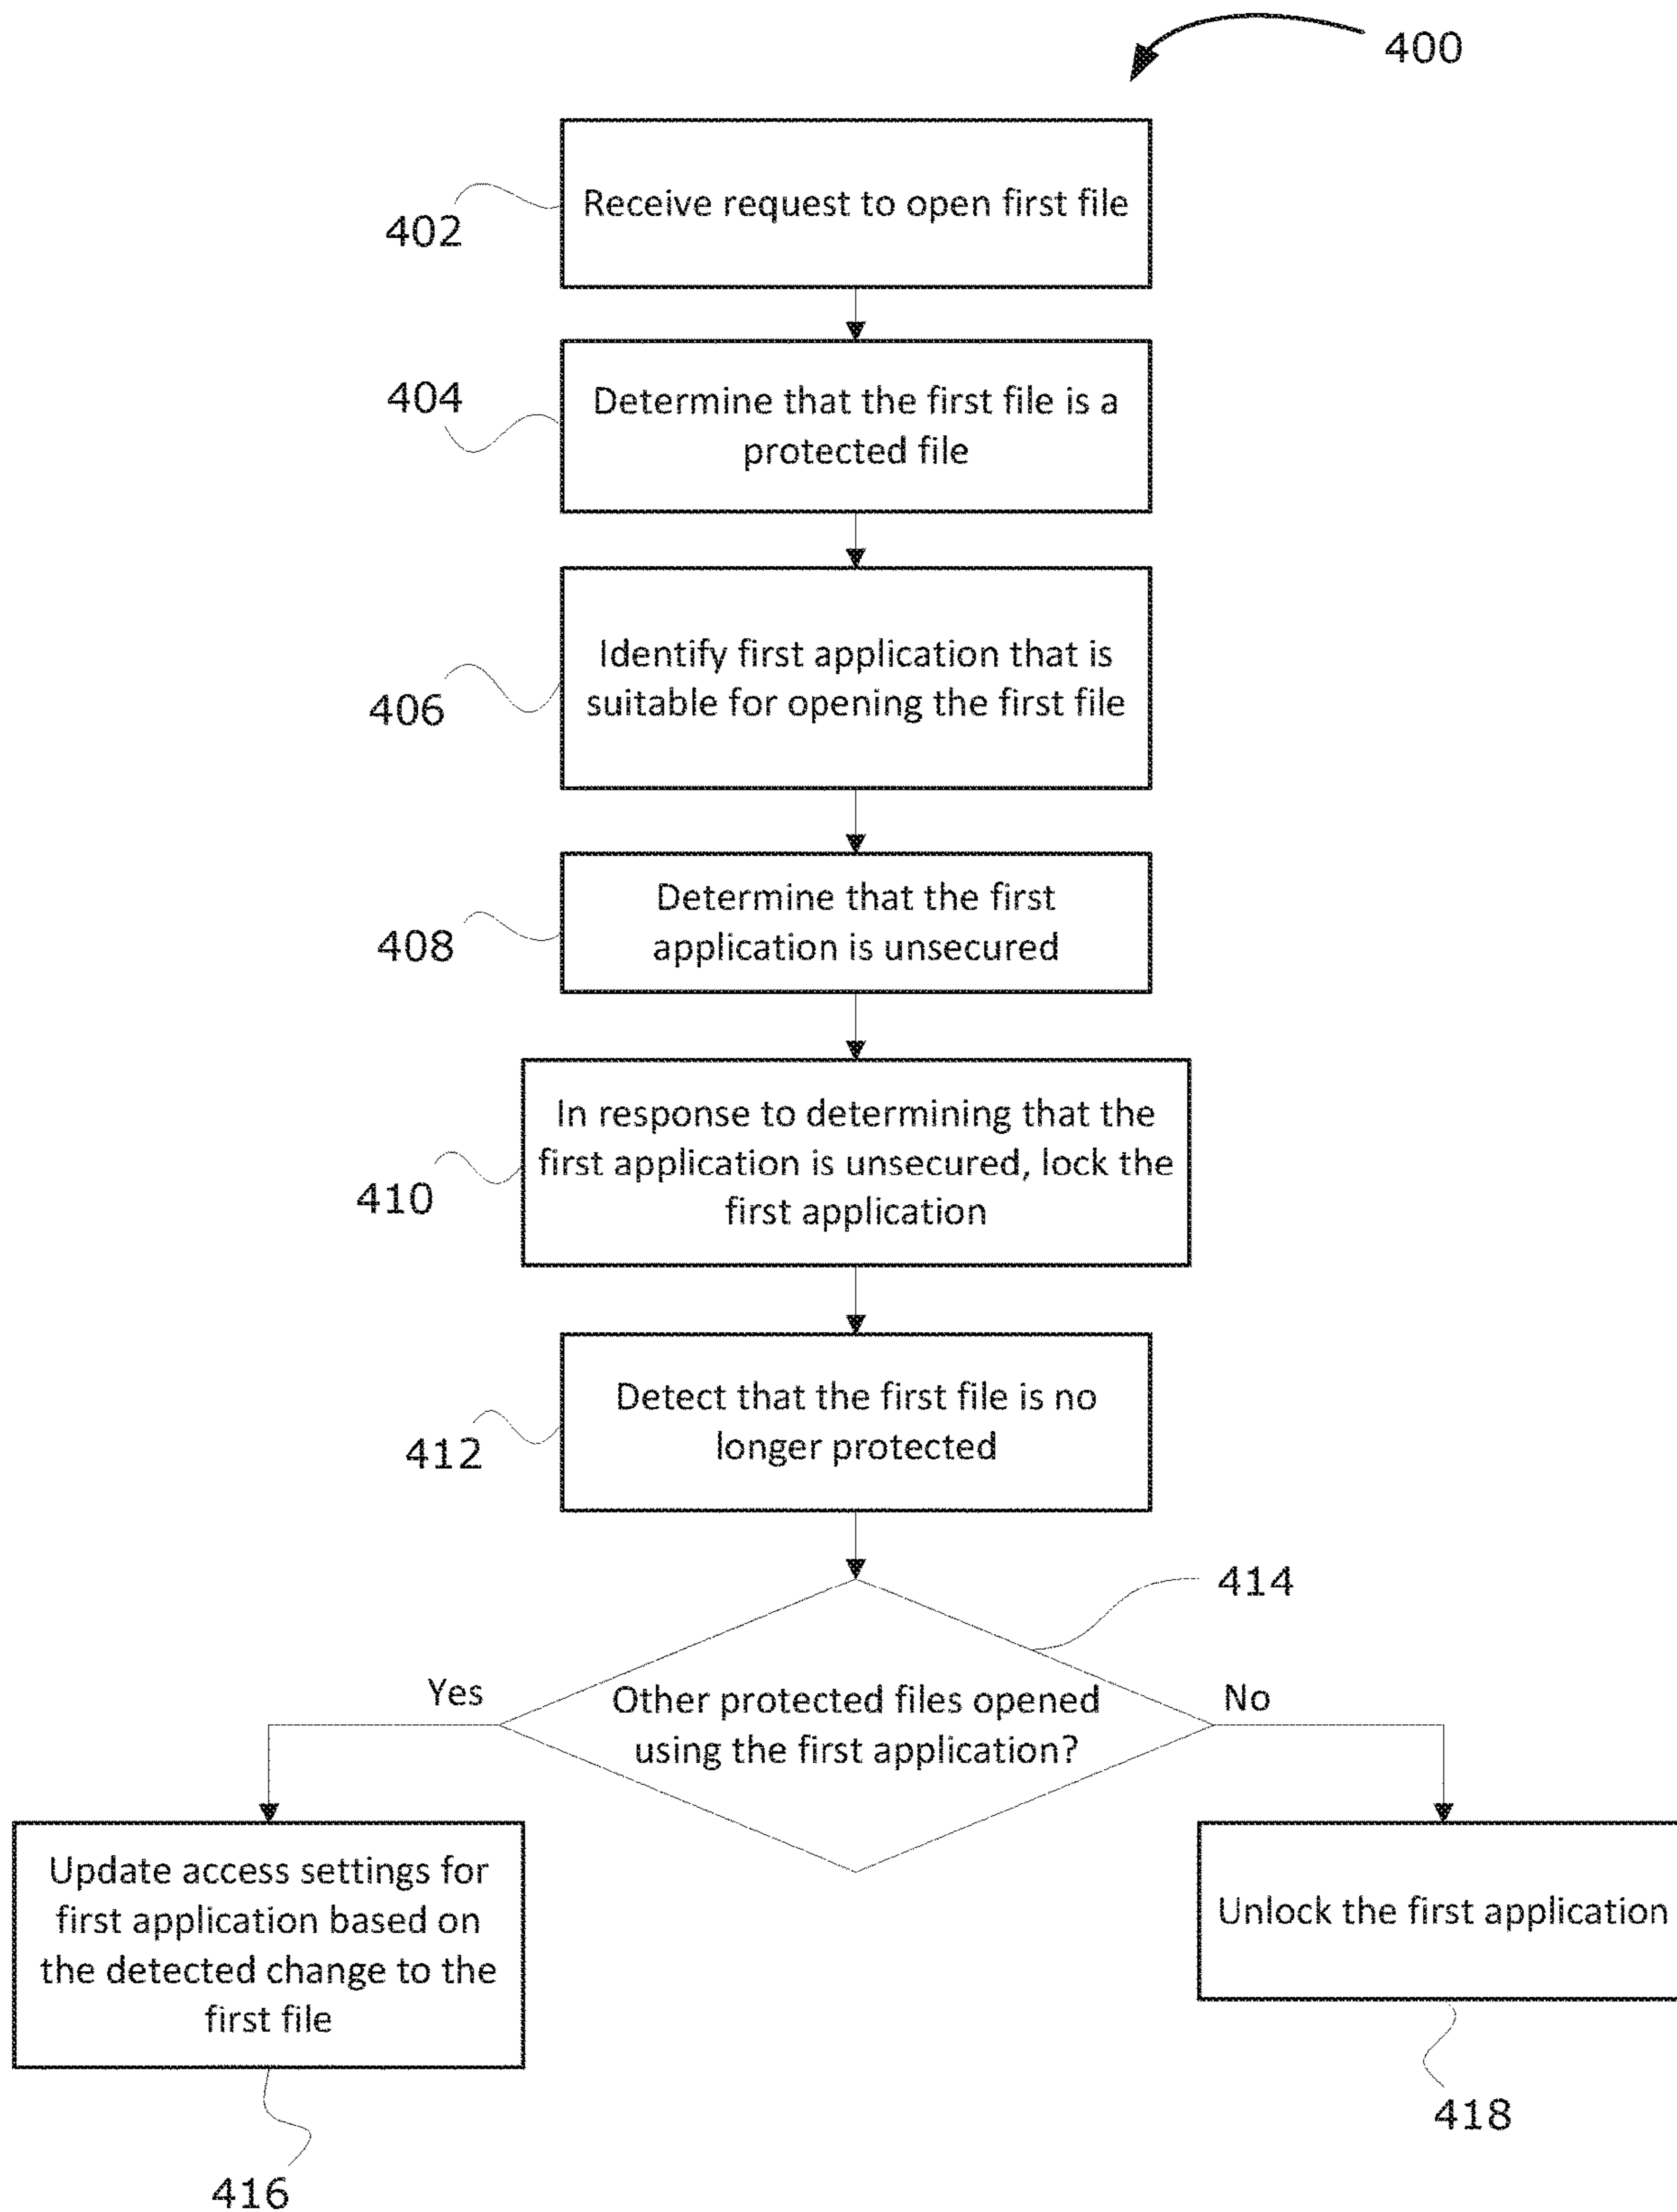 400
Receive request to open first file
402
Determine that the first file is a
protected file
404
Identify first application that is
suitable for opening the first file
406
Determine that the first
application is unsecured
408
In response to determining that the
first application is unsecured, lock the
first application
410
Detect that the first file is no
longer protected
412
414
Other protected files opened
using the first application?
Yes
No
Update access settings for
first application based on
the detected change to the
first file
416
Unlock the first application
418